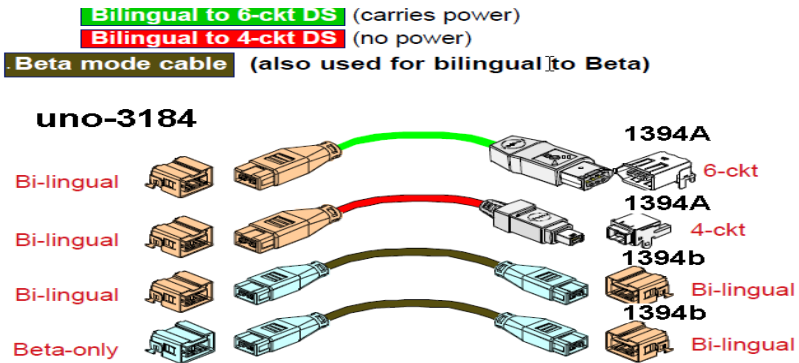 Bilingual to 6-ckt DS (carries power)
Bilingual to 4-ckt DS (no power)
. Beta mode cable (also used for bilingual to Beta)
uno-3184
1394A
Bi-lingual 6-ckt
1394A
Bi-lingual 4-ckt
1394b
Bi-lingual Bi-lingual
1394b
Beta-only Bi-lingual